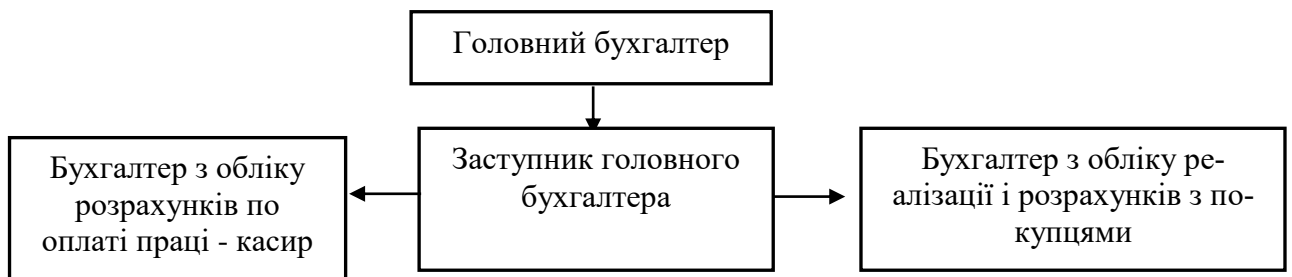 Головний бухгалтер
Бухгалтер з обліку
розрахунків по
оплаті праці - касир
Заступник головного
бухгалтера
Бухгалтер з обліку ре-
алізації і розрахунків з по-
купцями